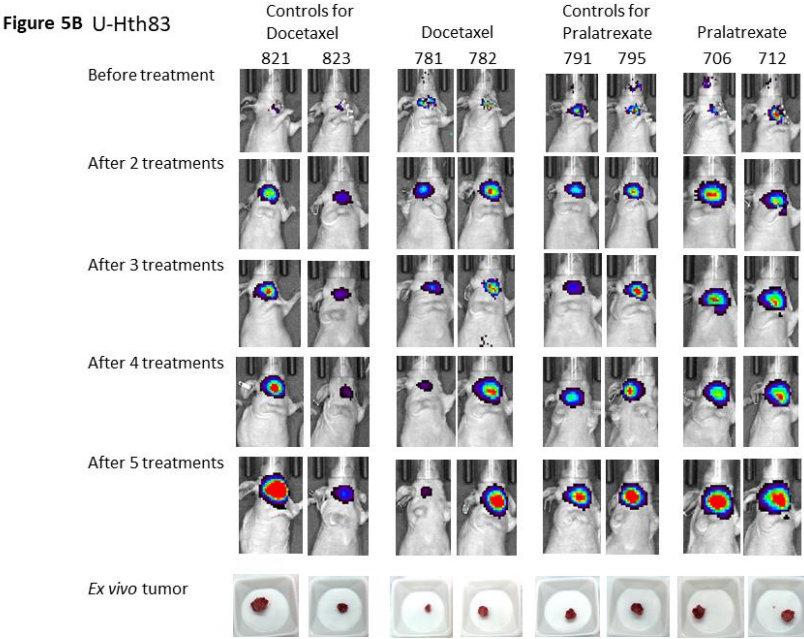 Figure 5B U-Hth83
Controls for Docetaxel
Docetaxel
Controls for Pralatrexate
Pralatrexate
821 823 781 782 791 795 706 712
Before treatment
After 2 treatments
After 3 treatments
After 4 treatments
After 5 treatments
Ex vivo tumor